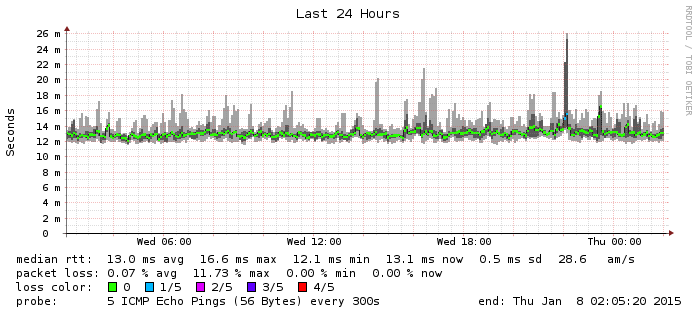 Last 24 Hours
RRDTOOL / TOBI OETIKER
Seconds
26 m
24 m
22 m
20 m
18 m
16 m
14 m
12 m
10 m
8 m
6 m
4 m
2 m
0
Wed 06:00 Wed 12:00 Wed 18:00 Thu 00:00
median rtt: 13.0 ms avg 16.6 ms max 12.1 ms min 13.1 ms now 0.5 ms sd 28.6 am/s
packet loss: 0.07 % avg 11.73 % max 0.00 % min 0.00 % now
loss color: 0 1/5 2/5 3/5 4/5
probe: 5 ICMP Echo Pings (56 Bytes) every 300s end: Thu Jan 8 02:05:20 2015